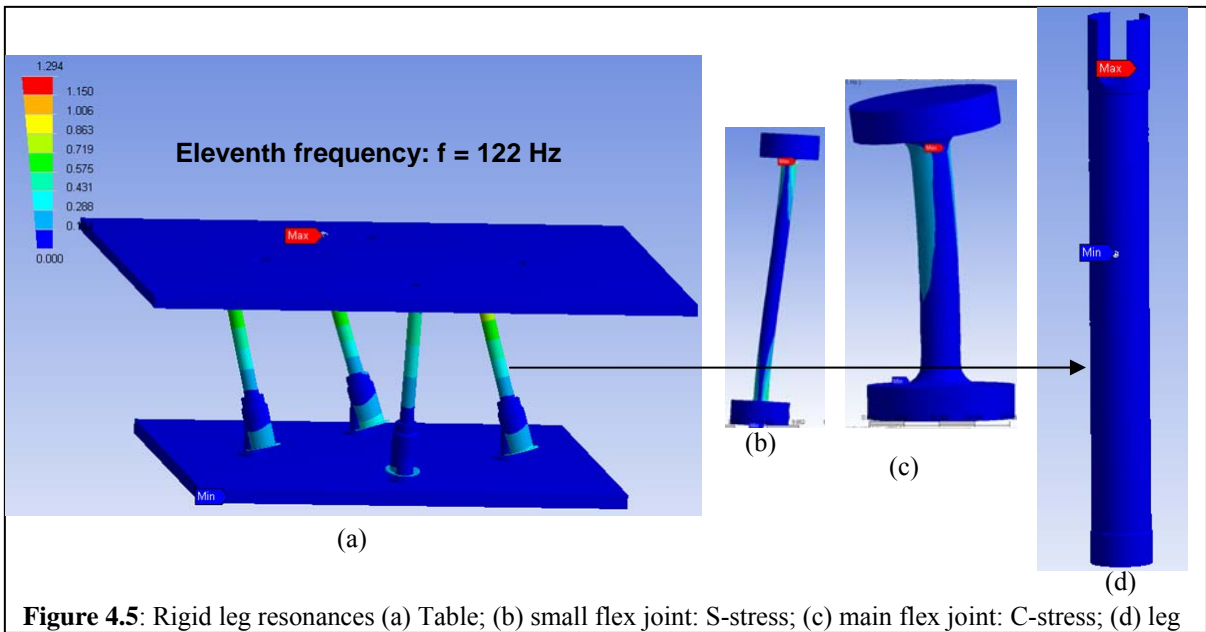 1.294
1.150
1.006
0.863
0.719
0.575
0.431
0.288
0.000
Eleventh frequency: f = 122 Hz
Max
Min
(a)
Max
(b)
Max
(c)
Max
Min
(d)
Figure 4.5: Rigid leg resonances (a) Table; (b) small flex joint: S-stress; (c) main flex joint: C-stress; (d) leg